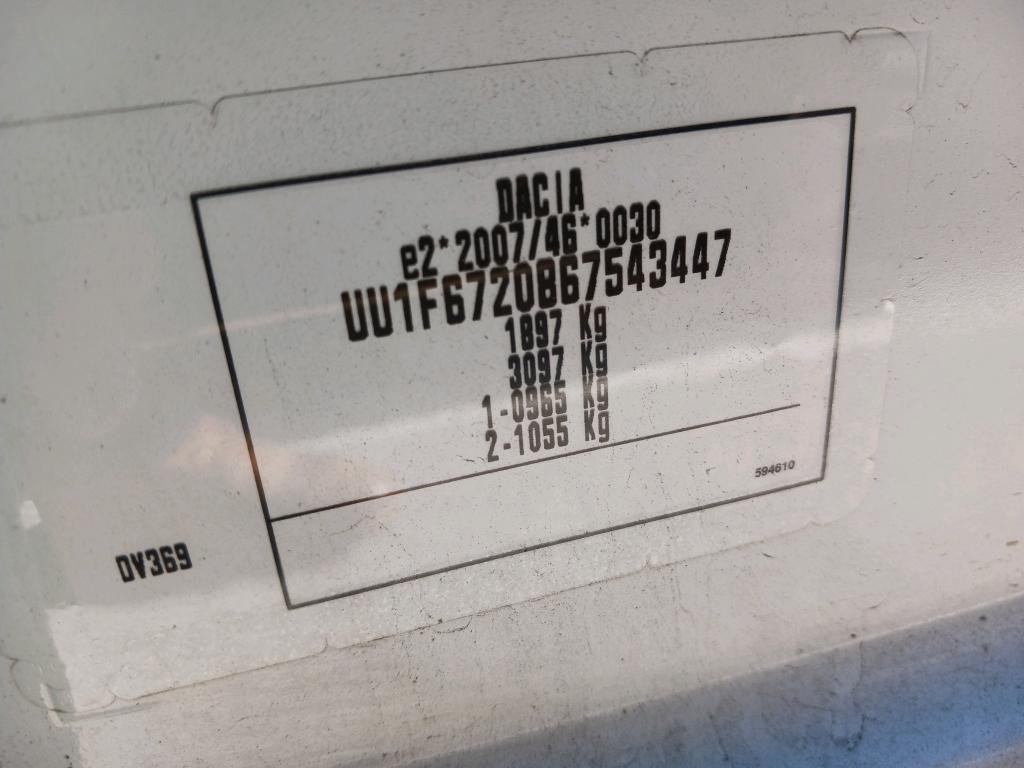 DACIA
e2*2007/46*0030
UU1F6720867543447
1897 Kg
3097 Kg
1-0965 Kg
2-1055 Kg
594610
DV369